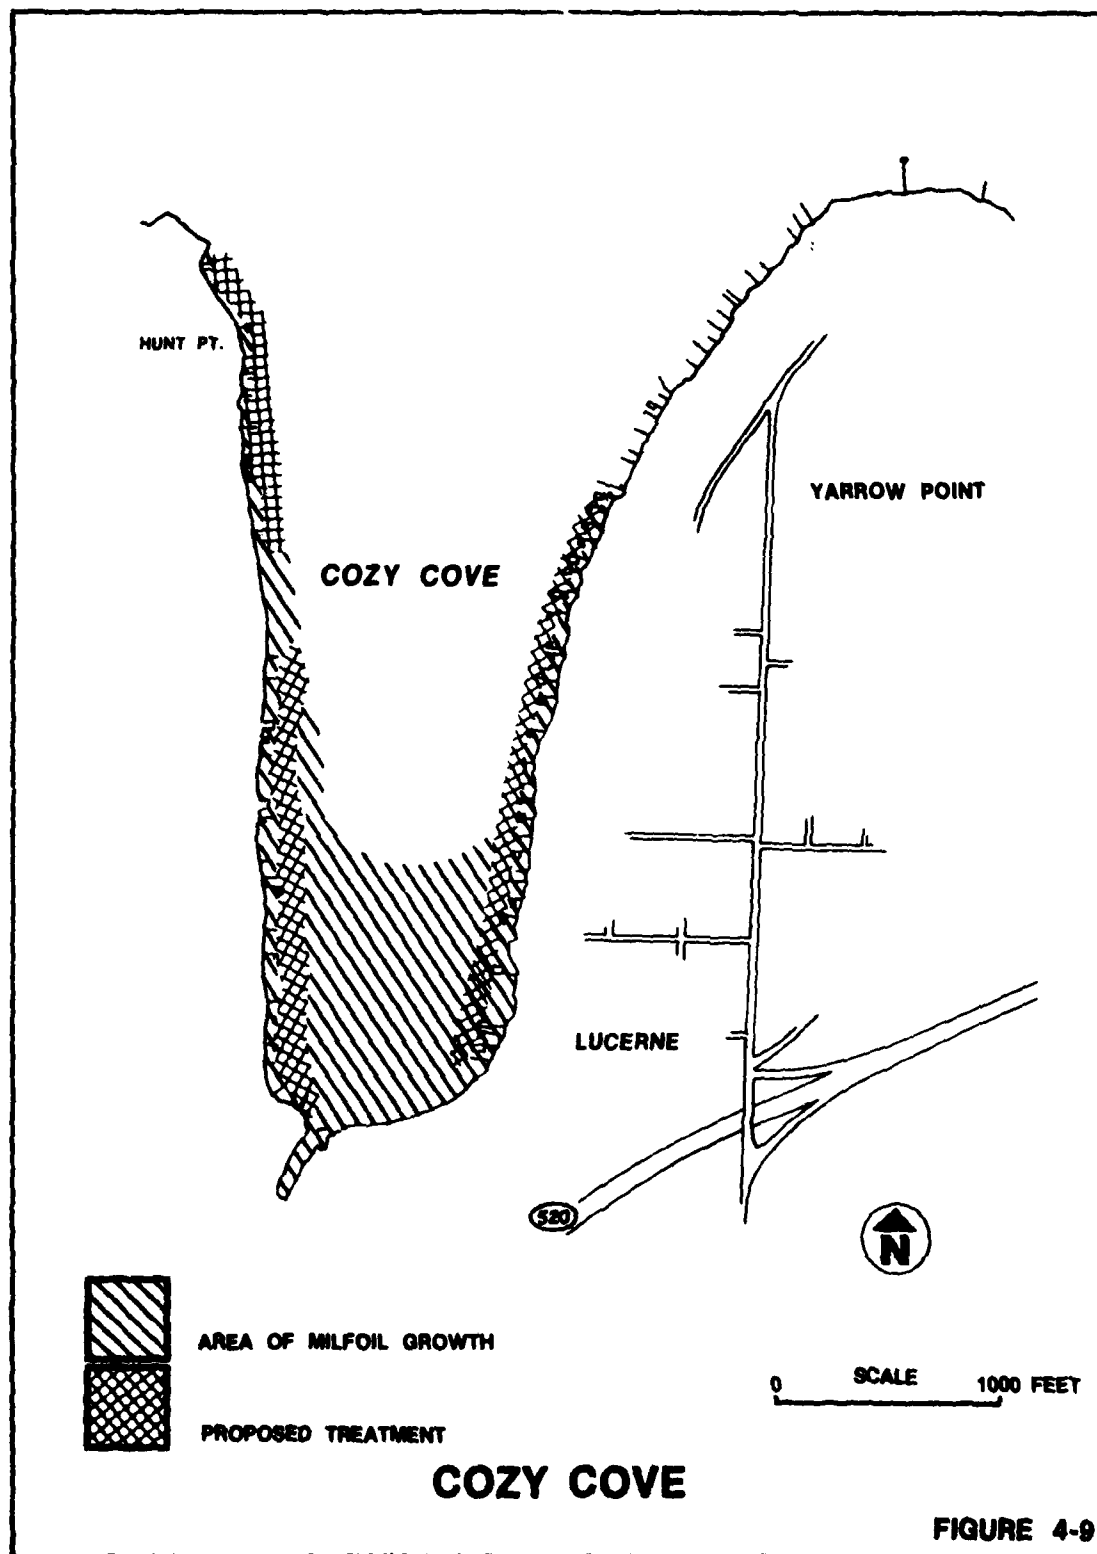 HUNT PT.
YARROW POINT
COZY COVE
LUCERNE
520
N
AREA OF MILFOIL GROWTH
0 SCALE 1000 FEET
PROPOSED TREATMENT
COZY COVE
FIGURE 4-9